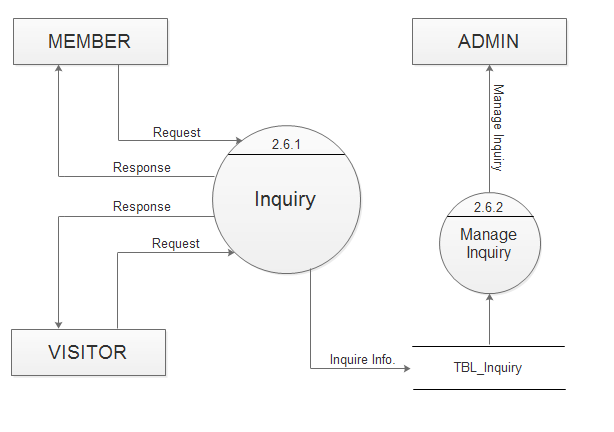 MEMBER
ADMIN
Manage Inquiry
Request
2.6.1
Response
Inquiry
Response
2.6.2
Manage
Inquiry
Request
VISITOR
Inquire Info.
TBL_Inquiry